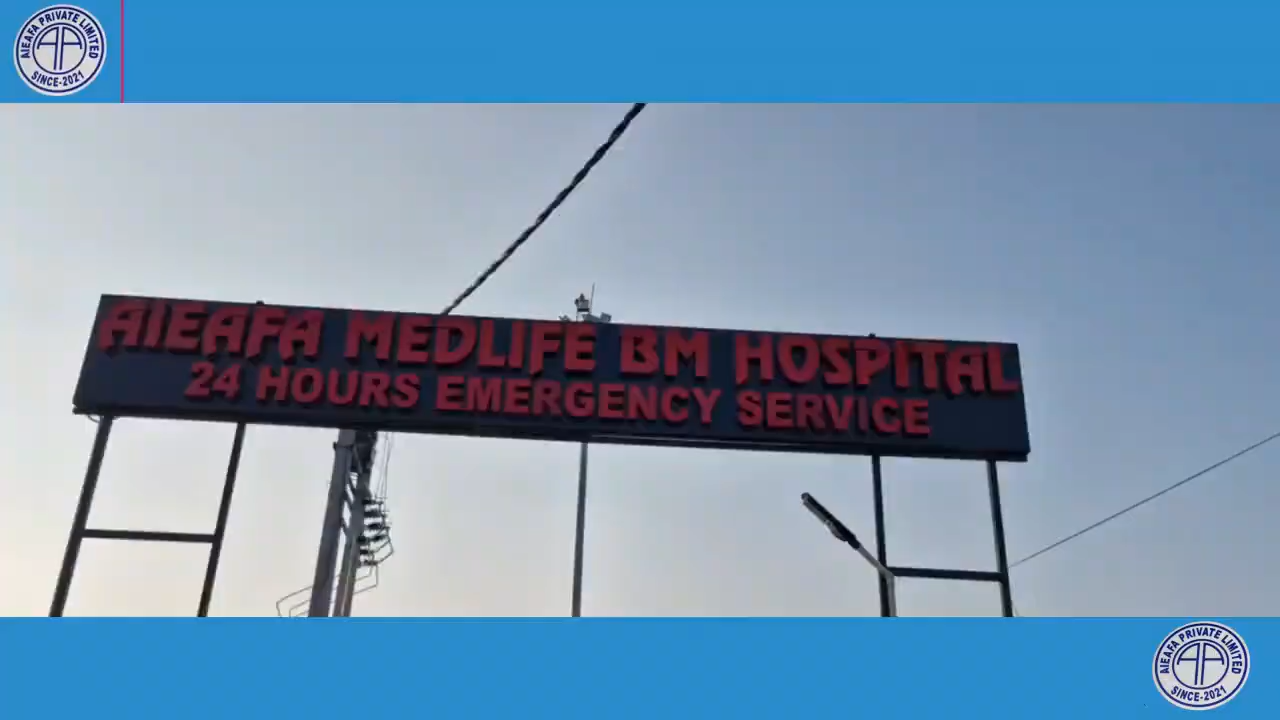 AIEAFA PRIVATE LIMITED
SINCE-2021
AIEAFA MEDLIFE BM HOSPITAL
24 HOURS EMERGENCY SERVICE
AIEAFA PRIVATE LIMITED
SINCE-2021